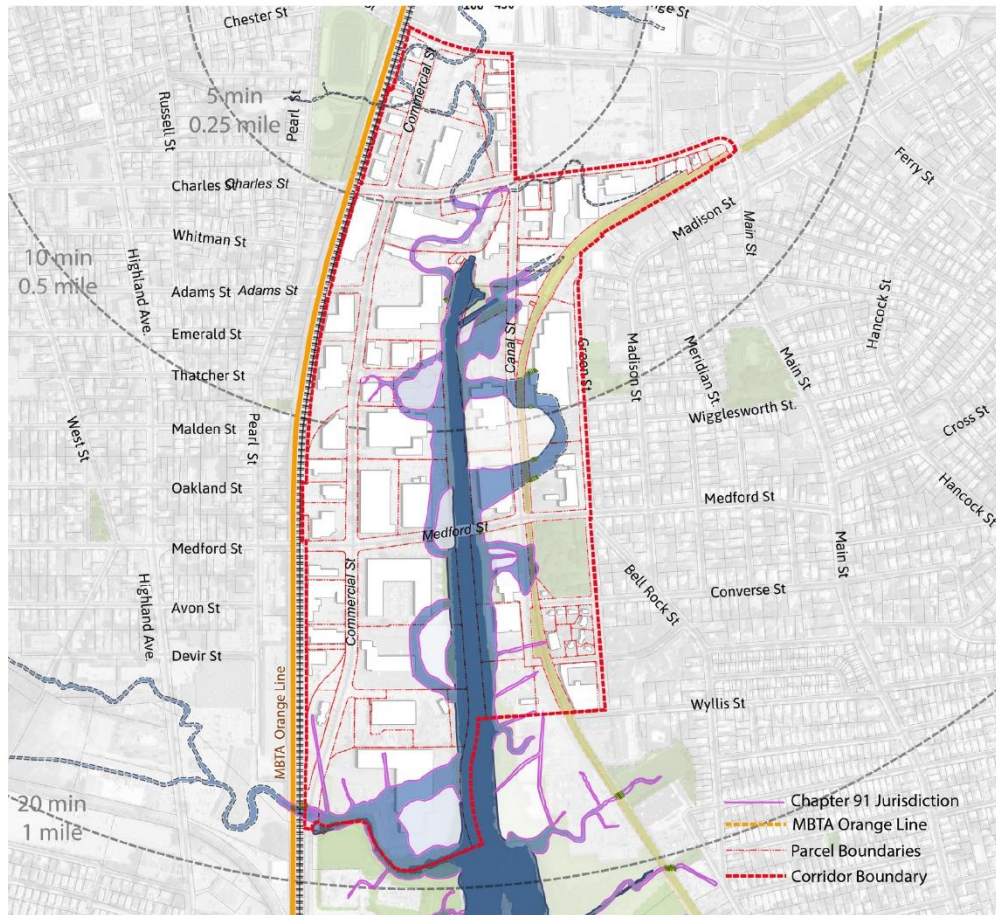 Chester St
Commercial St
5 min
0.25 mile
Russell St
Pearl St
Charles St
Charles St
Ferry St
Madison St
Main St
Whitman St
10 min
0.5 mile
Highland Ave.
Adams St
Adams St
Hancock St
Emerald St
Canal St
Green St
Madison St
Meridian St.
Main St
Thatcher St
Wigglesworth St.
West St
Pearl St
Malden St
Cross St
Oakland St
Medford St
Hancock St
Medford St
Medford St
Main St
Highland Ave.
Commercial St
Bell Rock St
Converse St
Avon St
Devir St
MBTA Orange Line
Wyllis St
20 min
1 mile
Chapter 91 Jurisdiction
MBTA Orange Line
Parcel Boundaries
Corridor Boundary